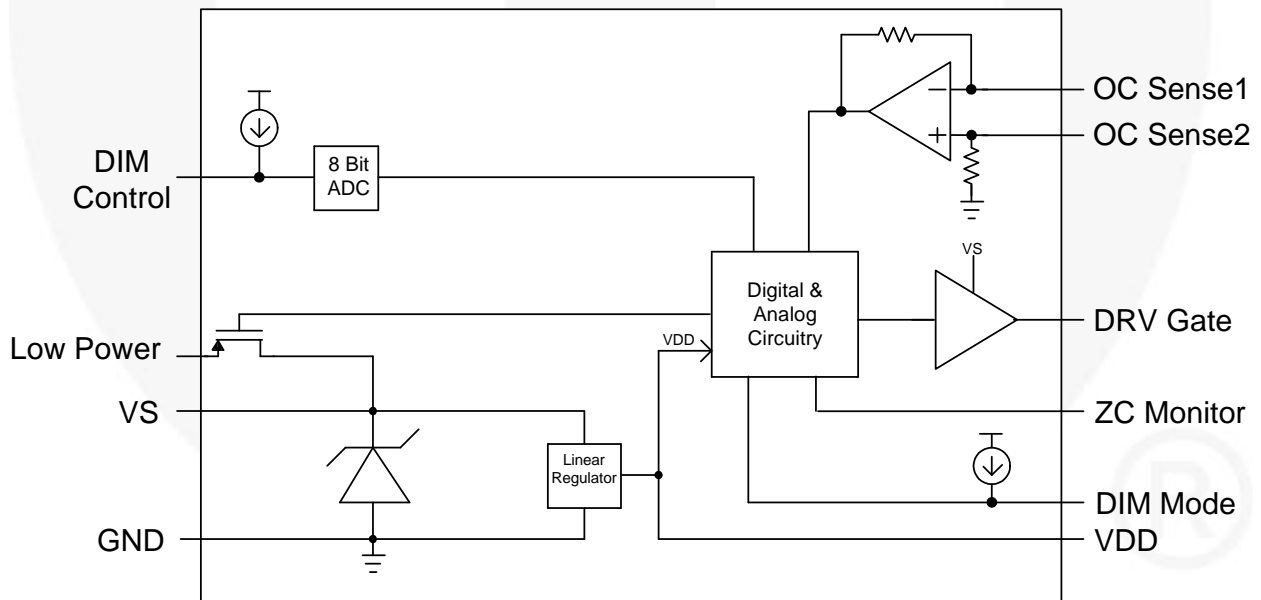 OC Sense1
OC Sense2
DIM
Control
8 Bit
ADC
VS
Digital &
Analog
Circuitry
DRV Gate
Low Power
VDD
VS
ZC Monitor
Linear
Regulator
DIM Mode
GND
VDD
®